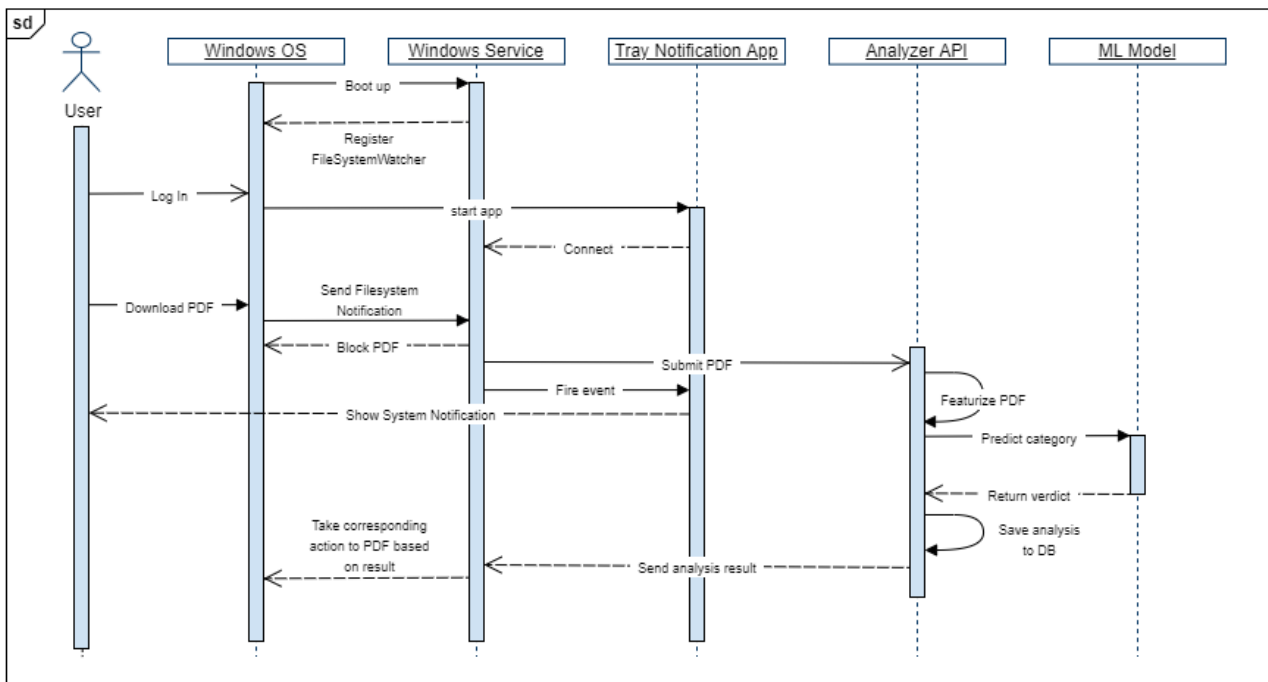 sd
Windows OS
Windows Service
Tray Notification App
Analyzer API
ML Model
User
Boot up
Register
FileSystemWatcher
Log In
start app
Connect
Download PDF
Send Filesystem
Notification
Block PDF
Submit PDF
Fire event
Featurize PDF
Show System Notification
Predict category
Return verdict
Take corresponding
action to PDF based
on result
Save analysis
to DB
Send analysis result